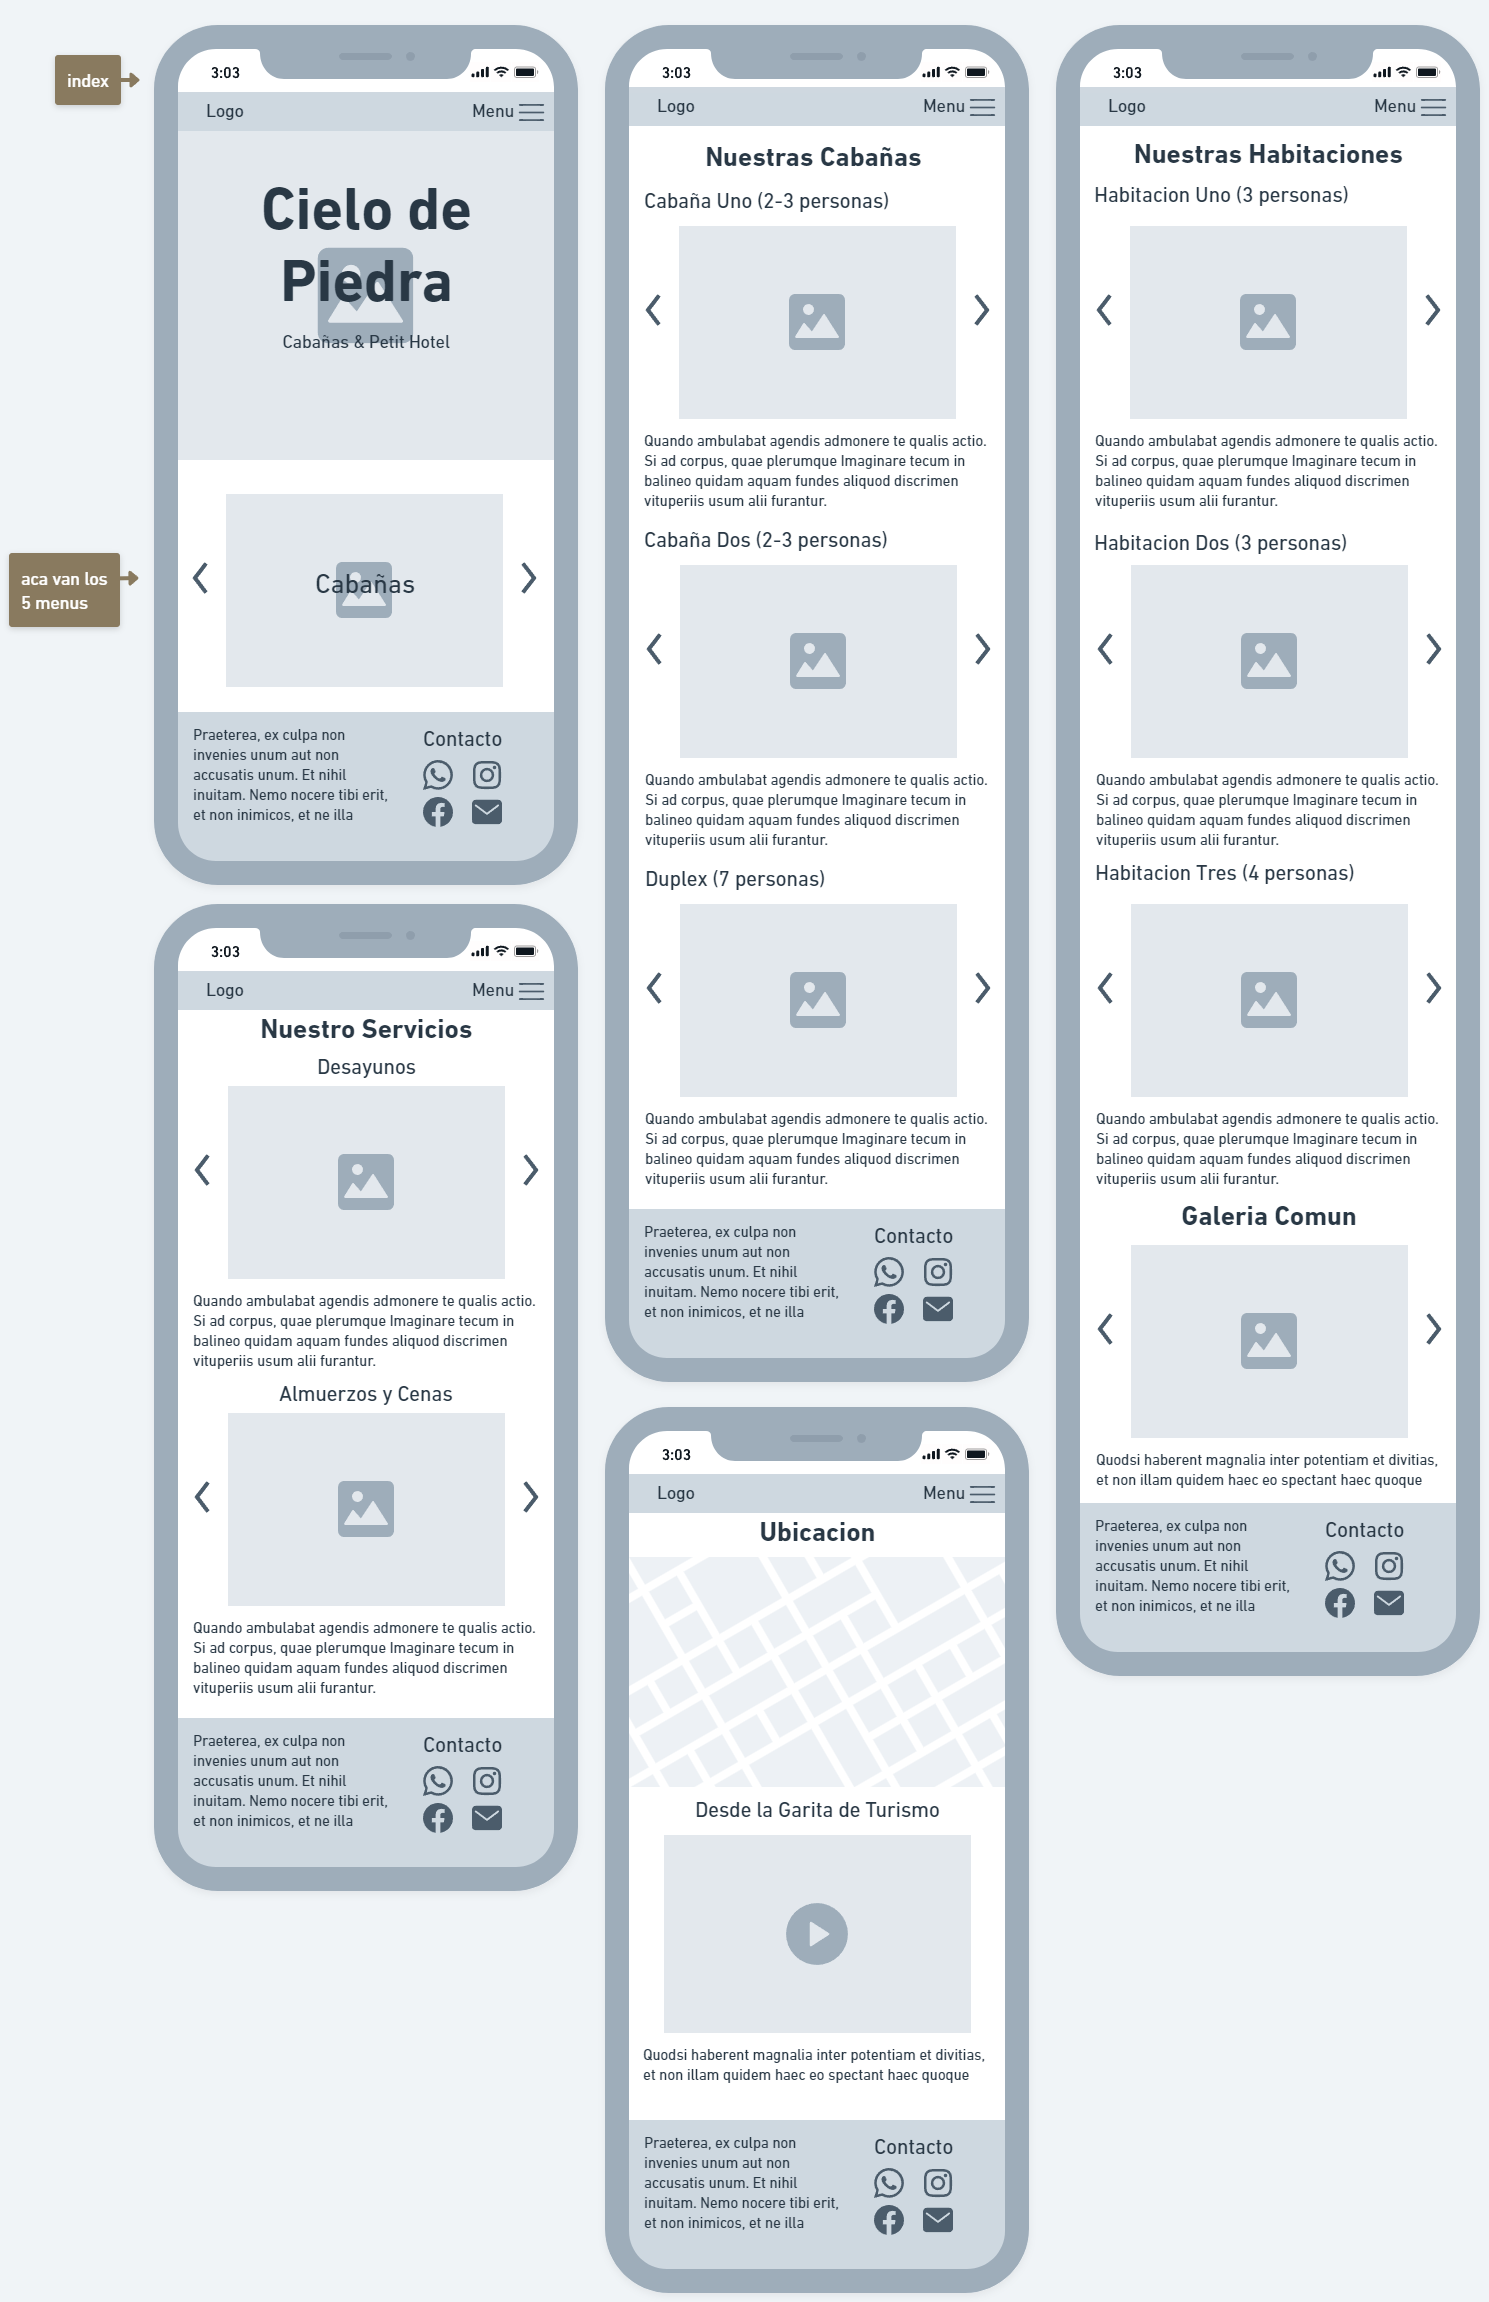 index
aca van los
5 menus
3:03
Logo
Menu
Cielo de
Piedra
Cabañas & Petit Hotel
Cabañas
Praeterea, ex culpa non
invenies unum aut non
accusatis unum. Et nihil
inuitam. Nemo nocere tibi erit,
et non inimicos, et ne illa
Contacto
3:03
Logo
Menu
Nuestro Servicios
Desayunos
Quando ambulabat agendis admonere te qualis actio.
Si ad corpus, quae plerumque Imaginare tecum in
balineo quidam aquam fundes aliquod discrimen
vituperiis usum alii furantur.
Almuerzos y Cenas
Quando ambulabat agendis admonere te qualis actio.
Si ad corpus, quae plerumque Imaginare tecum in
balineo quidam aquam fundes aliquod discrimen
vituperiis usum alii furantur.
Praeterea, ex culpa non
invenies unum aut non
accusatis unum. Et nihil
inuitam. Nemo nocere tibi erit,
et non inimicos, et ne illa
Contacto
3:03
Logo
Menu
Nuestras Cabañas
Cabaña Uno (2-3 personas)
Quando ambulabat agendis admonere te qualis actio.
Si ad corpus, quae plerumque Imaginare tecum in
balineo quidam aquam fundes aliquod discrimen
vituperiis usum alii furantur.
Cabaña Dos (2-3 personas)
Quando ambulabat agendis admonere te qualis actio.
Si ad corpus, quae plerumque Imaginare tecum in
balineo quidam aquam fundes aliquod discrimen
vituperiis usum alii furantur.
Duplex (7 personas)
Quando ambulabat agendis admonere te qualis actio.
Si ad corpus, quae plerumque Imaginare tecum in
balineo quidam aquam fundes aliquod discrimen
vituperiis usum alii furantur.
Praeterea, ex culpa non
invenies unum aut non
accusatis unum. Et nihil
inuitam. Nemo nocere tibi erit,
et non inimicos, et ne illa
Contacto
3:03
Logo
Menu
Ubicacion
Desde la Garita de Turismo
Quodsi haberent magnalia inter potentiam et divitias,
et non illam quidem haec eo spectant haec quoque
Praeterea, ex culpa non
invenies unum aut non
accusatis unum. Et nihil
inuitam. Nemo nocere tibi erit,
et non inimicos, et ne illa
Contacto
3:03
Logo
Menu
Nuestras Habitaciones
Habitacion Uno (3 personas)
Quando ambulabat agendis admonere te qualis actio.
Si ad corpus, quae plerumque Imaginare tecum in
balineo quidam aquam fundes aliquod discrimen
vituperiis usum alii furantur.
Habitacion Dos (3 personas)
Quando ambulabat agendis admonere te qualis actio.
Si ad corpus, quae plerumque Imaginare tecum in
balineo quidam aquam fundes aliquod discrimen
vituperiis usum alii furantur.
Habitacion Tres (4 personas)
Quando ambulabat agendis admonere te qualis actio.
Si ad corpus, quae plerumque Imaginare tecum in
balineo quidam aquam fundes aliquod discrimen
vituperiis usum alii furantur.
Galeria Comun
Quodsi haberent magnalia inter potentiam et divitias,
et non illam quidem haec eo spectant haec quoque
Praeterea, ex culpa non
invenies unum aut non
accusatis unum. Et nihil
inuitam. Nemo nocere tibi erit,
et non inimicos, et ne illa
Contacto